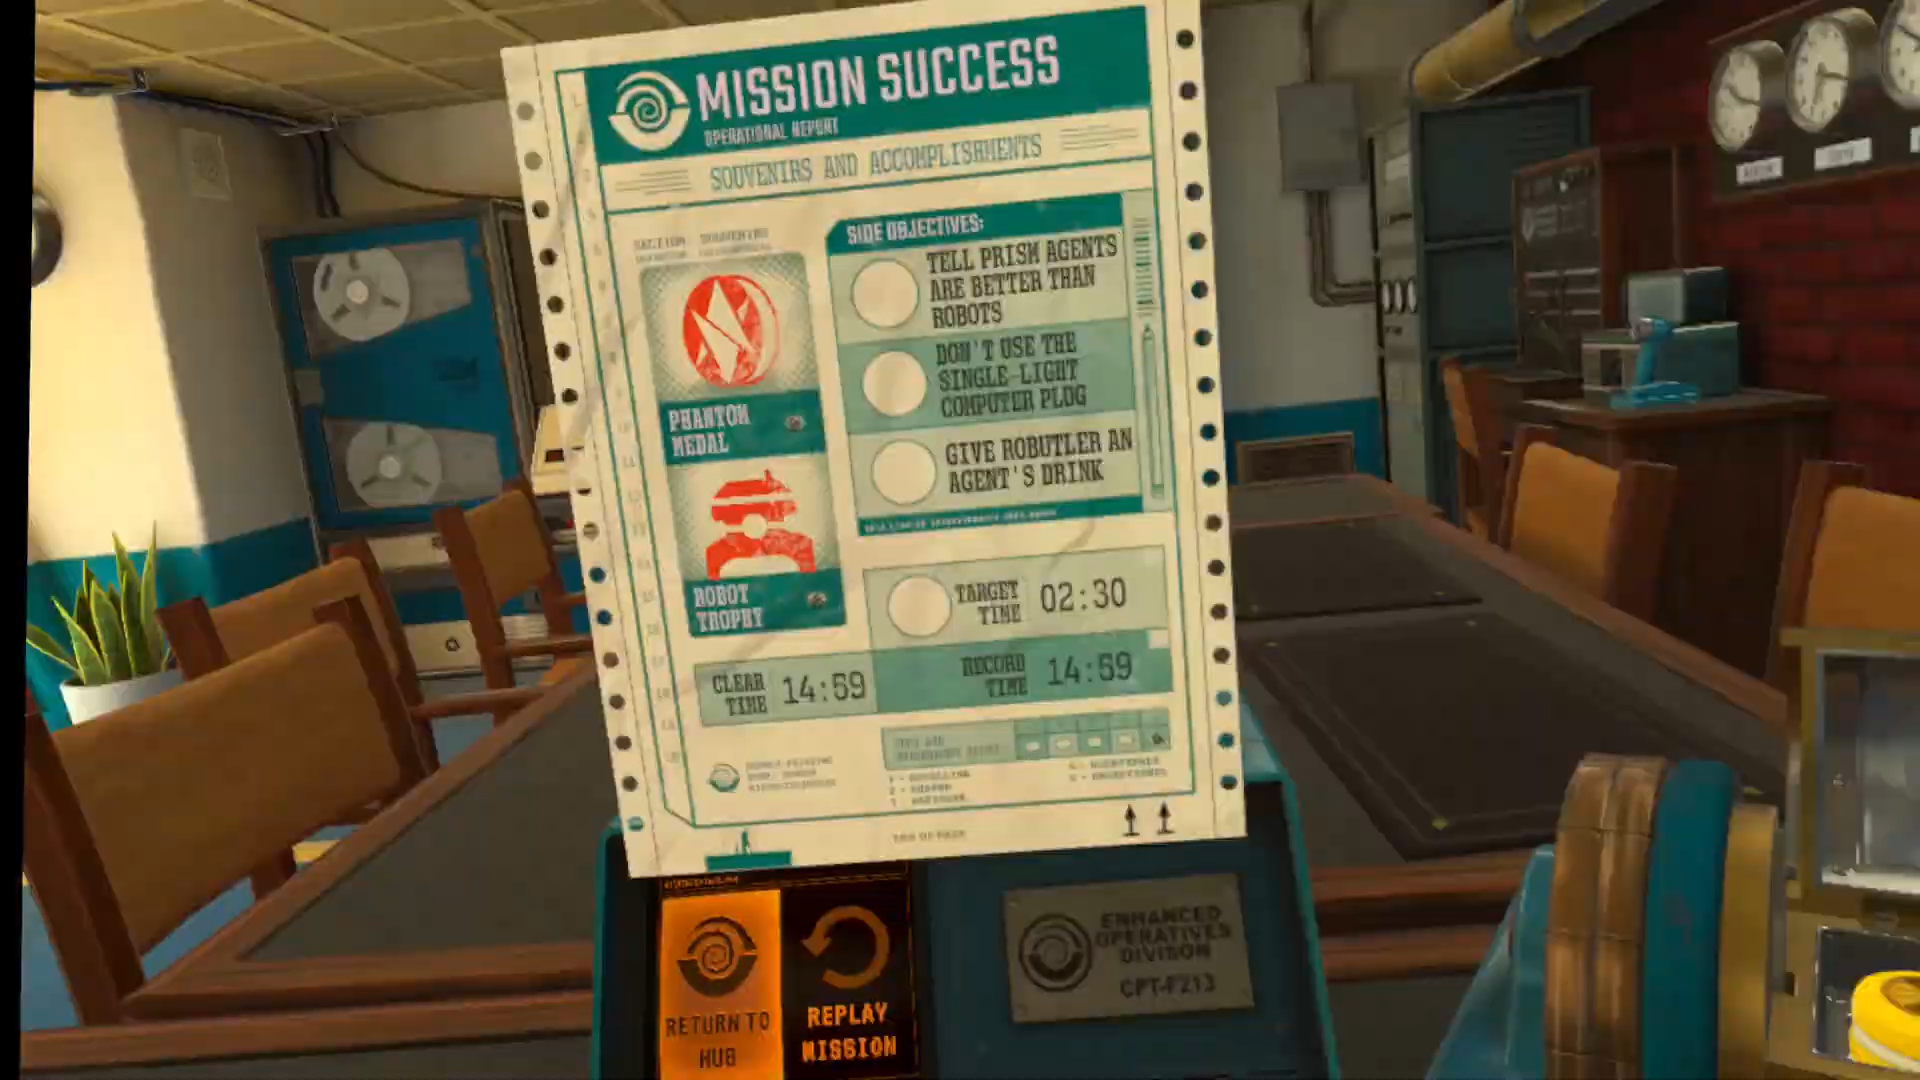 MISSION SUCCESS
OPERATIONAL REPORT
SOUVENIRS AND ACCOMPLISHMENTS
SIDE OBJECTIVES:
TELL PRISM AGENTS
ARE BETTER THAN
ROBOTS
DON'T USE THE
SINGLE-LIGHT
COMPUTER PLUG
GIVE ROBUTLER AN
AGENT'S DRINK
PHANTOM
MEDAL
ROBOT
TROPHY
TARGET
TIME
02:30
CLEAR
TIME
14:59
RECORD
TIME
14:59
RETURN TO
HUB
REPLAY
MISSION
ENHANCED
OPERATIVES
DIVISON
CPT-F213